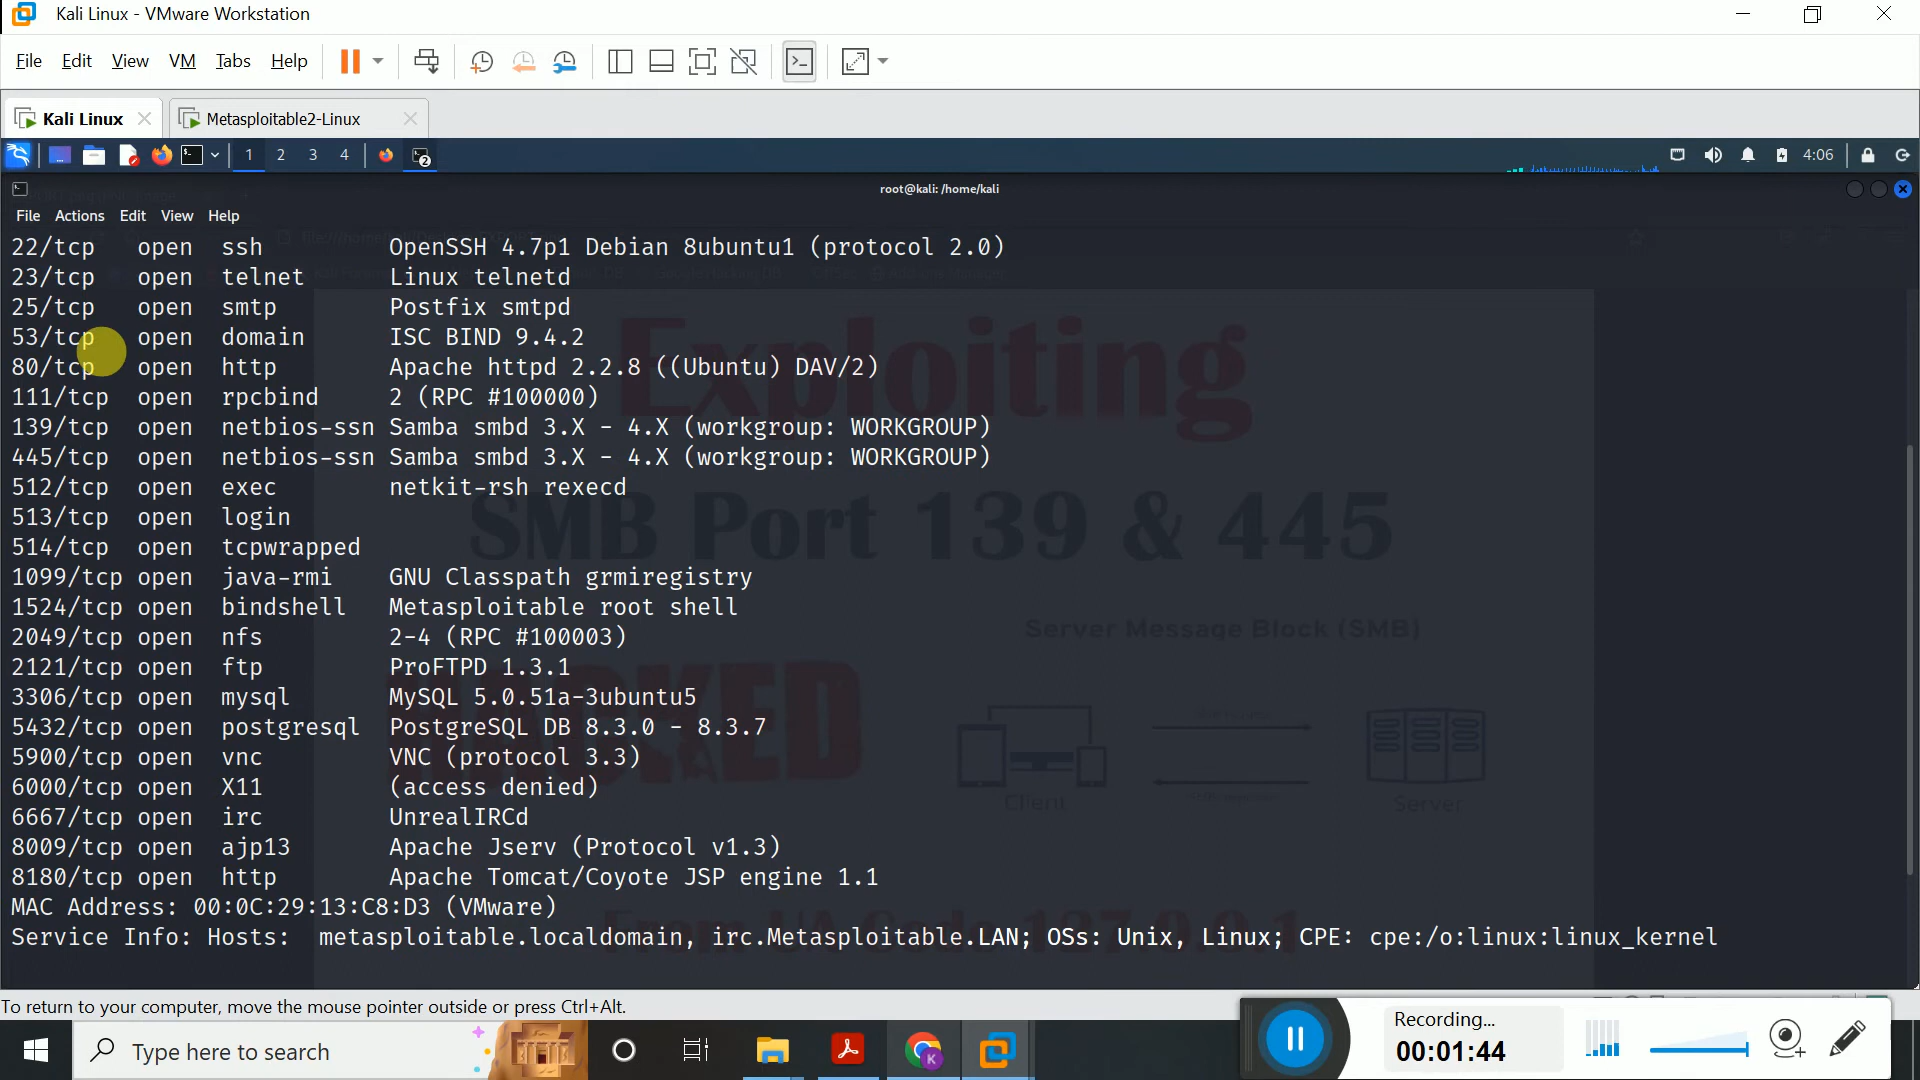 Kali Linux - VMware Workstation
File Edit View VM Tabs Help
Kali Linux
Metasploitable2-Linux
1 2 3 4
2
4:06
root@kali: /home/kali
File Actions Edit View Help
22/tcp open ssh OpenSSH 4.7p1 Debian 8ubuntu1 (protocol 2.0)
23/tcp open telnet Linux telnetd
25/tcp open smtp Postfix smtpd
53/tcp open domain ISC BIND 9.4.2
80/tcp open http Apache httpd 2.2.8 ((Ubuntu) DAV/2)
111/tcp open rpcbind 2 (RPC #100000)
139/tcp open netbios-ssn Samba smbd 3.X - 4.X (workgroup: WORKGROUP)
445/tcp open netbios-ssn Samba smbd 3.X - 4.X (workgroup: WORKGROUP)
512/tcp open exec netkit-rsh rexecd
513/tcp open login
514/tcp open tcpwrapped
1099/tcp open java-rmi GNU Classpath grmiregistry
1524/tcp open bindshell Metasploitable root shell
2049/tcp open nfs 2-4 (RPC #100003)
2121/tcp open ftp ProFTPD 1.3.1
3306/tcp open mysql MySQL 5.0.51a-3ubuntu5
5432/tcp open postgresql PostgreSQL DB 8.3.0 - 8.3.7
5900/tcp open vnc VNC (protocol 3.3)
6000/tcp open X11 (access denied)
6667/tcp open irc UnrealIRCd
8009/tcp open ajp13 Apache Jserv (Protocol v1.3)
8180/tcp open http Apache Tomcat/Coyote JSP engine 1.1
MAC Address: 00:0C:29:13:C8:D3 (VMware)
Service Info: Hosts: metasploitable.localdomain, irc.Metasploitable.LAN; OSs: Unix, Linux; CPE: cpe:/o:linux:linux_kernel
Exploiting
SMB Port 139 & 445
Server Message Block (SMB)
HACKED
Client
Server
From UA Code 127.0.0.1
To return to your computer, move the mouse pointer outside or press Ctrl+Alt.
Type here to search
K
Recording...
00:01:44